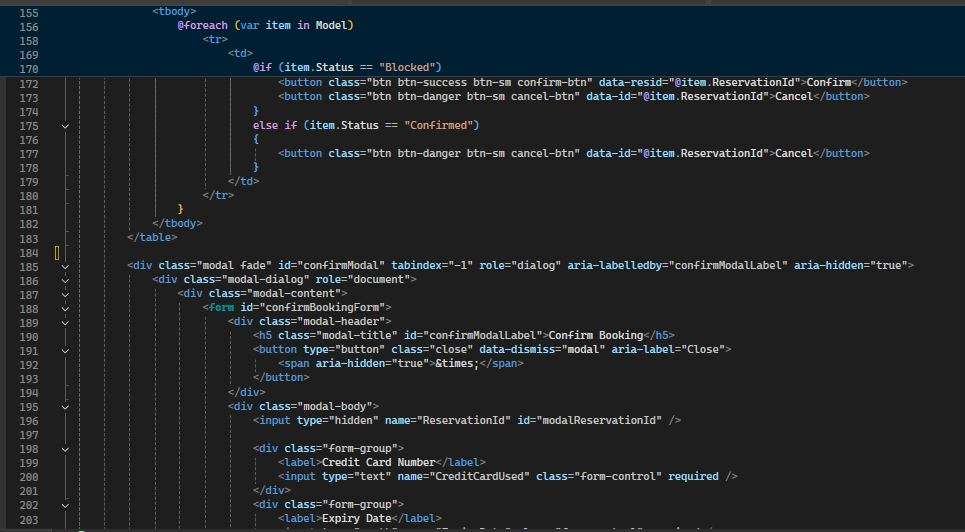 155 <tbody>
156 @foreach (var item in Model)
158 <tr>
169 <td>
170 @if (item.Status == "Blocked")
172 <button class="btn btn-success btn-sm confirm-btn" data-resid="@item.ReservationId">Confirm</button>
173 <button class="btn btn-danger btn-sm cancel-btn" data-id="@item.ReservationId">Cancel</button>
174 }
175 else if (item.Status == "Confirmed")
176 {
177 <button class="btn btn-danger btn-sm cancel-btn" data-id="@item.ReservationId">Cancel</button>
178 }
179 </td>
180 </tr>
181 }
182 </tbody>
183 </table>
184
185 <div class="modal fade" id="confirmModal" tabindex="-1" role="dialog" aria-labelledby="confirmModalLabel" aria-hidden="true">
186 <div class="modal-dialog" role="document">
187 <div class="modal-content">
188 <form id="confirmBookingForm">
189 <div class="modal-header">
190 <h5 class="modal-title" id="confirmModalLabel">Confirm Booking</h5>
191 <button type="button" class="close" data-dismiss="modal" aria-label="Close">
192 <span aria-hidden="true">&times;</span>
193 </button>
194 </div>
195 <div class="modal-body">
196 <input type="hidden" name="ReservationId" id="modalReservationId" />
197
198 <div class="form-group">
199 <label>Credit Card Number</label>
200 <input type="text" name="CreditCardUsed" class="form-control" required />
201 </div>
202 <div class="form-group">
203 <label>Expiry Date</label>